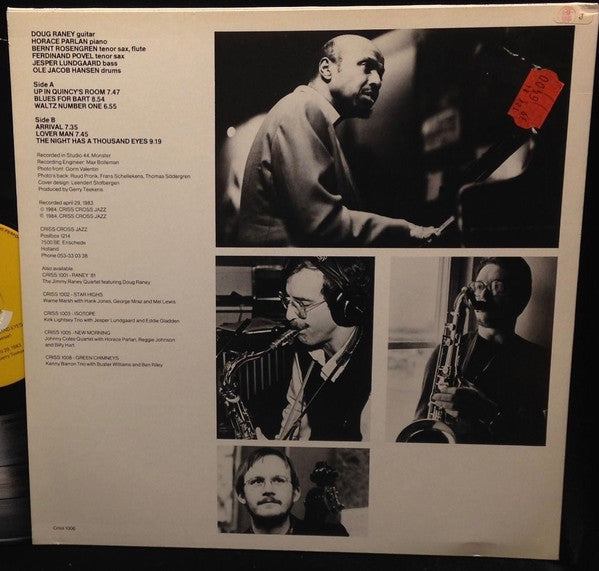 DOUG RANEY guitar
HORACE PARLAN piano
BERNT ROSENGREN tenor sax, flute
FERDINAND POVEL tenor sax
JESPER LUNDGAARD bass
OLE JACOB HANSEN drums
Side A
UP IN QUINCY'S ROOM 7.47
BLUES FOR BART 8.54
WALTZ NUMBER ONE 6.55
Side B
ARRIVAL 7.35
LOVER MAN 7.45
THE NIGHT HAS A THOUSAND EYES 9.19
Recorded in Studio 44, Monster
Recording Engineer: Max Bolleman
Photo front: Gorm Valentin
Photo's back: Ruud Pronk, Frans Schellekens, Thomas Södergren
Cover design: Leendert Stofbergen
Produced by Gerry Teekens
Recorded april 29, 1983
℗ 1984, CRISS CROSS JAZZ
© 1984, CRISS CROSS JAZZ
CRISS CROSS JAZZ
Postbox 1214
7500 BE Enschede
Holland
Phone 053-33 03 38
Also available
CRISS 1001 - RANEY '81
The Jimmy Raney Quartet featuring Doug Raney
CRISS 1002 - STAR HIGHS
Warne Marsh with Hank Jones, George Mraz and Mel Lewis
CRISS 1003 - ISOTOPE
Kirk Lightsey Trio with Jesper Lundgaard and Eddie Gladden
CRISS 1005 - NEW MORNING
Johnny Coles Quartet with Horace Parlan, Reggie Johnson
and Billy Hart
CRISS 1008 - GREEN CHIMNEYS
Kenny Barron Trio with Buster Williams and Ben Riley
Criss 1006